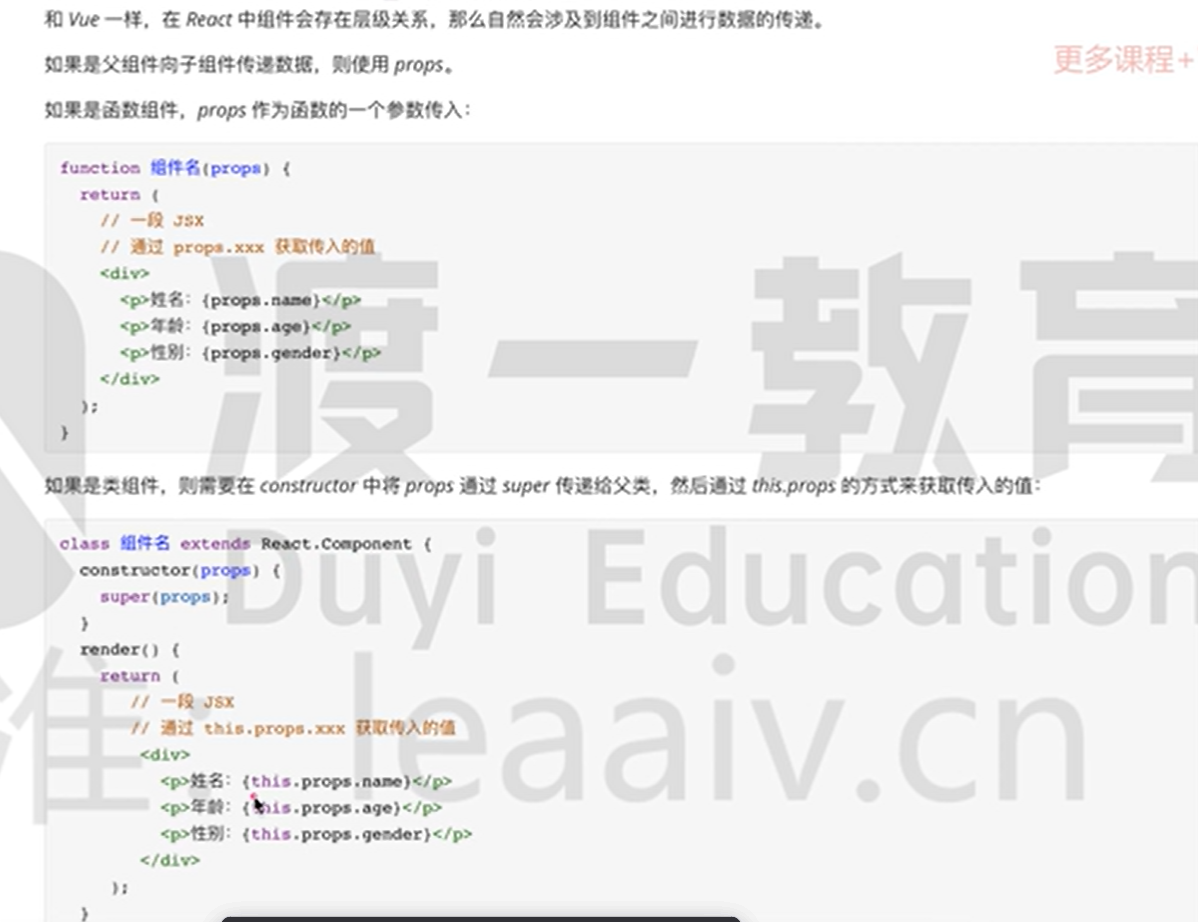 和 Vue 一样，在 React 中组件会存在层级关系，那么自然会涉及到组件之间进行数据的传递。
更多课程+
如果是父组件向子组件传递数据，则使用 props。
如果是函数组件，props 作为函数的一个参数传入：
function 组件名(props) {
  return (
    // 一段 JSX
    // 通过 props.xxx 获取传入的值
    <div>
      <p>姓名：{props.name}</p>
      <p>年龄：{props.age}</p>
      <p>性别：{props.gender}</p>
    </div>
  );
}
渡一教育
如果是类组件，则需要在 constructor 中将 props 通过 super 传递给父类，然后通过 this.props 的方式来获取传入的值：
class 组件名 extends React.Component {
  constructor(props) {
    super(props);
  }
  render() {
    return (
       // 一段 JSX
       // 通过 this.props.xxx 获取传入的值
        <div>
          <p>姓名：{this.props.name}</p>
          <p>年龄：{this.props.age}</p>
          <p>性别：{this.props.gender}</p>
        </div>
     );
  }
Duyi Education
准：leaaiv.cn